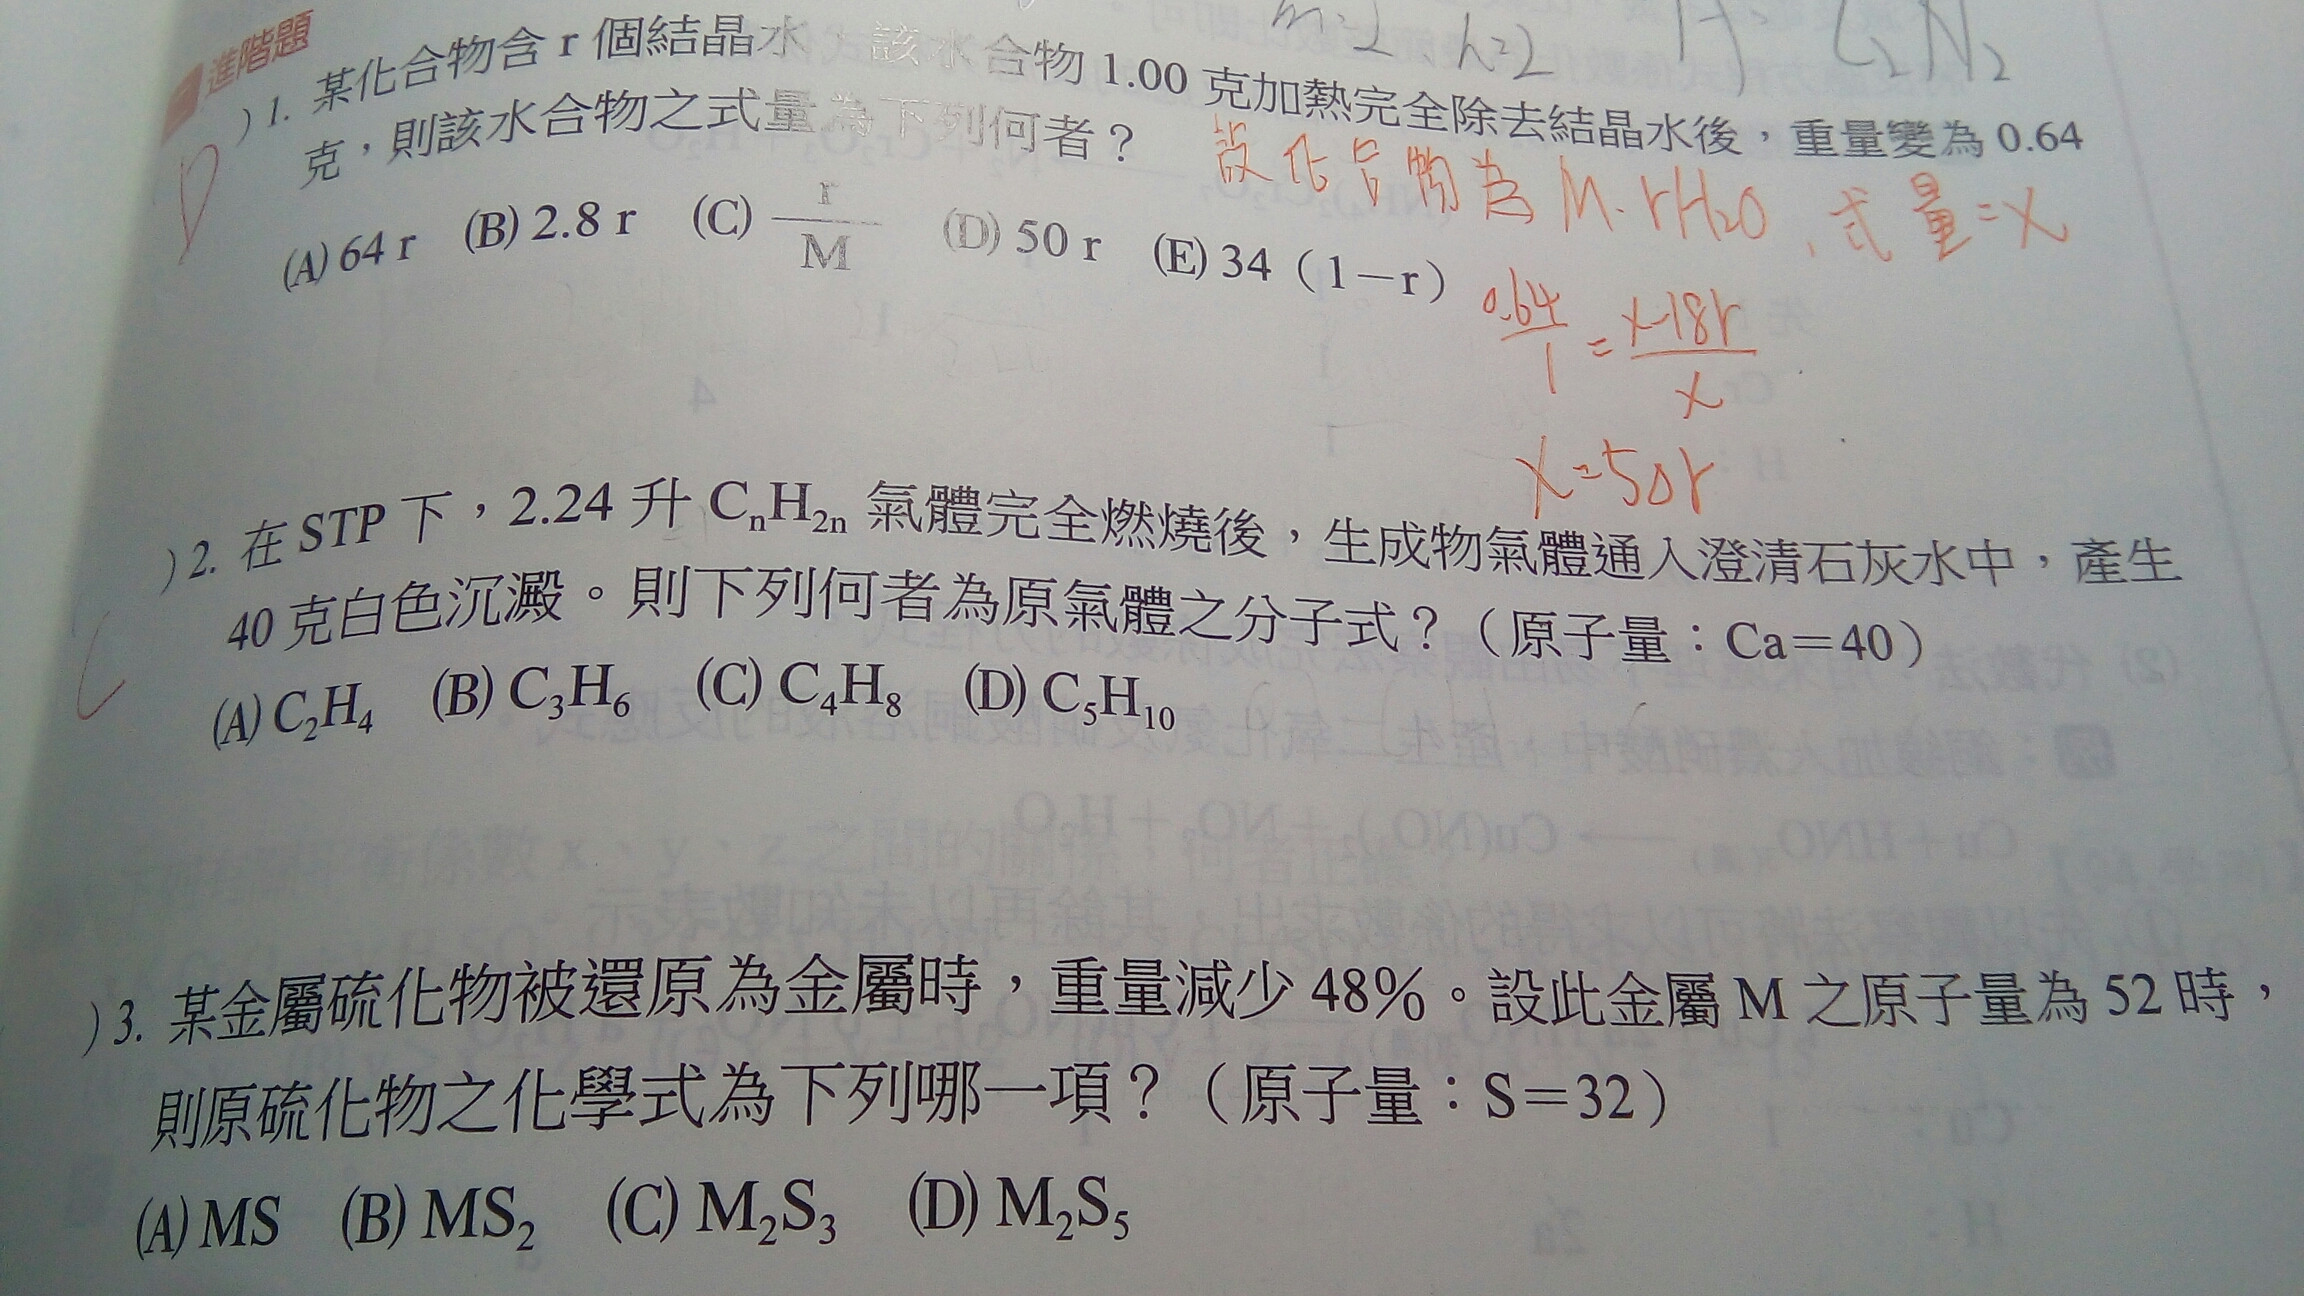 m=2 n=2 C₂N₂
進階題
)1. 某化合物含 r 個結晶水 該水合物 1.00 克加熱完全除去結晶水後，重量變為 0.64
克，則該水合物之式量為下列何者？
設化合物為 M·rH₂O，式量=x
(A) 64 r (B) 2.8 r (C) r/M (D) 50 r (E) 34（1－r）
D
0.64/1 = x-18r/x
x=50r
)2. 在 STP 下，2.24 升 CₙH₂ₙ 氣體完全燃燒後，生成物氣體通入澄清石灰水中，產生
40 克白色沉澱。則下列何者為原氣體之分子式？（原子量：Ca＝40）
C
(A) C₂H₄ (B) C₃H₆ (C) C₄H₈ (D) C₅H₁₀
)3. 某金屬硫化物被還原為金屬時，重量減少 48%。設此金屬 M 之原子量為 52 時，
則原硫化物之化學式為下列哪一項？（原子量：S＝32）
(A) MS (B) MS₂ (C) M₂S₃ (D) M₂S₅